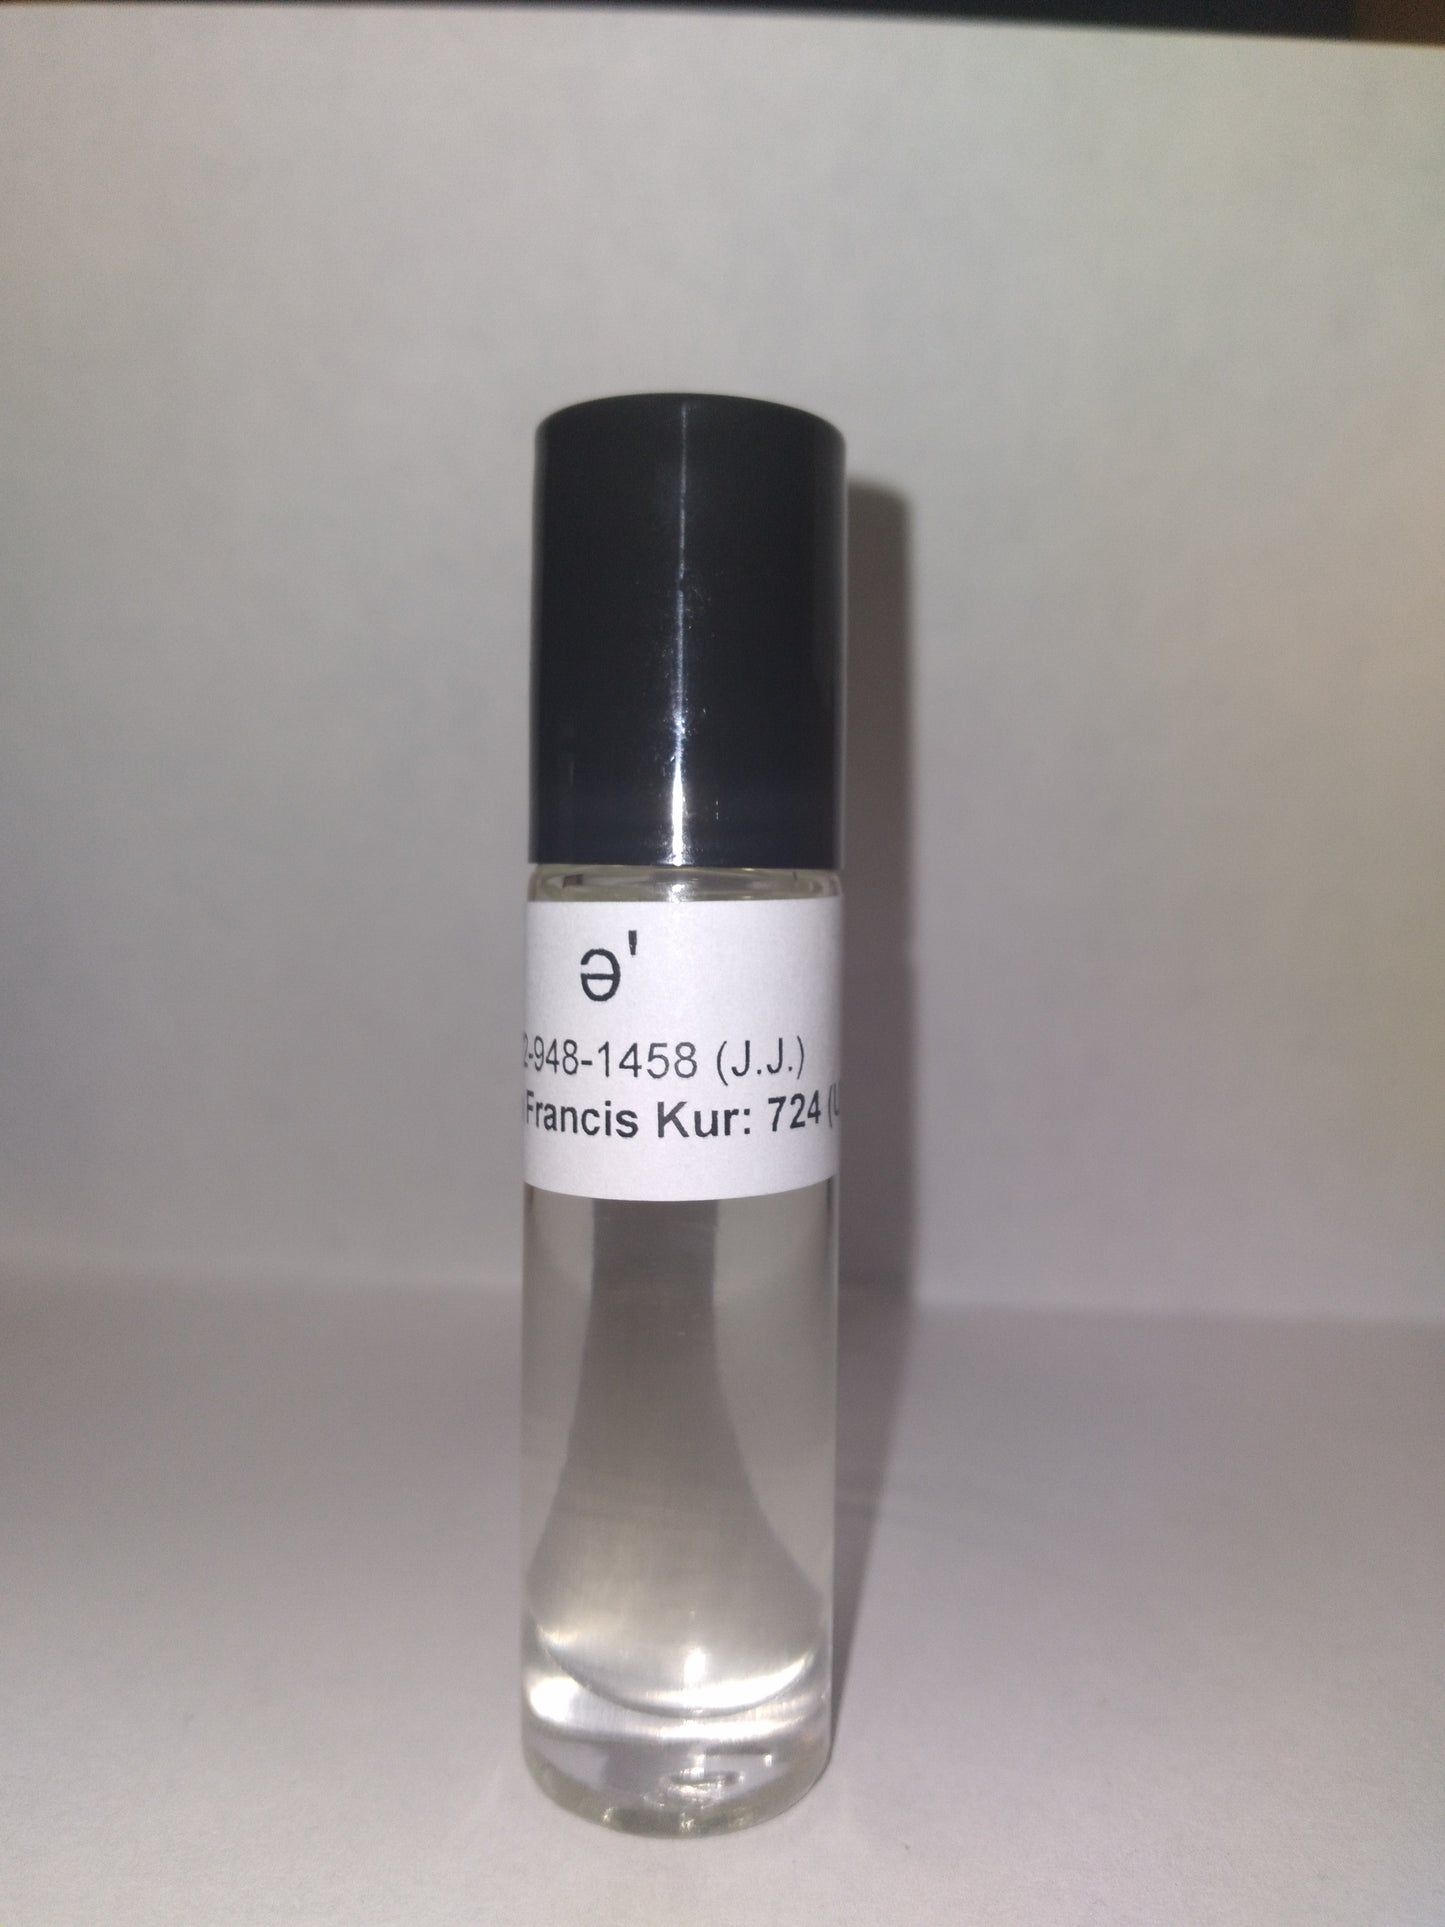 ə'
2-948-1458 (J.J.)
Francis Kur: 724 (U